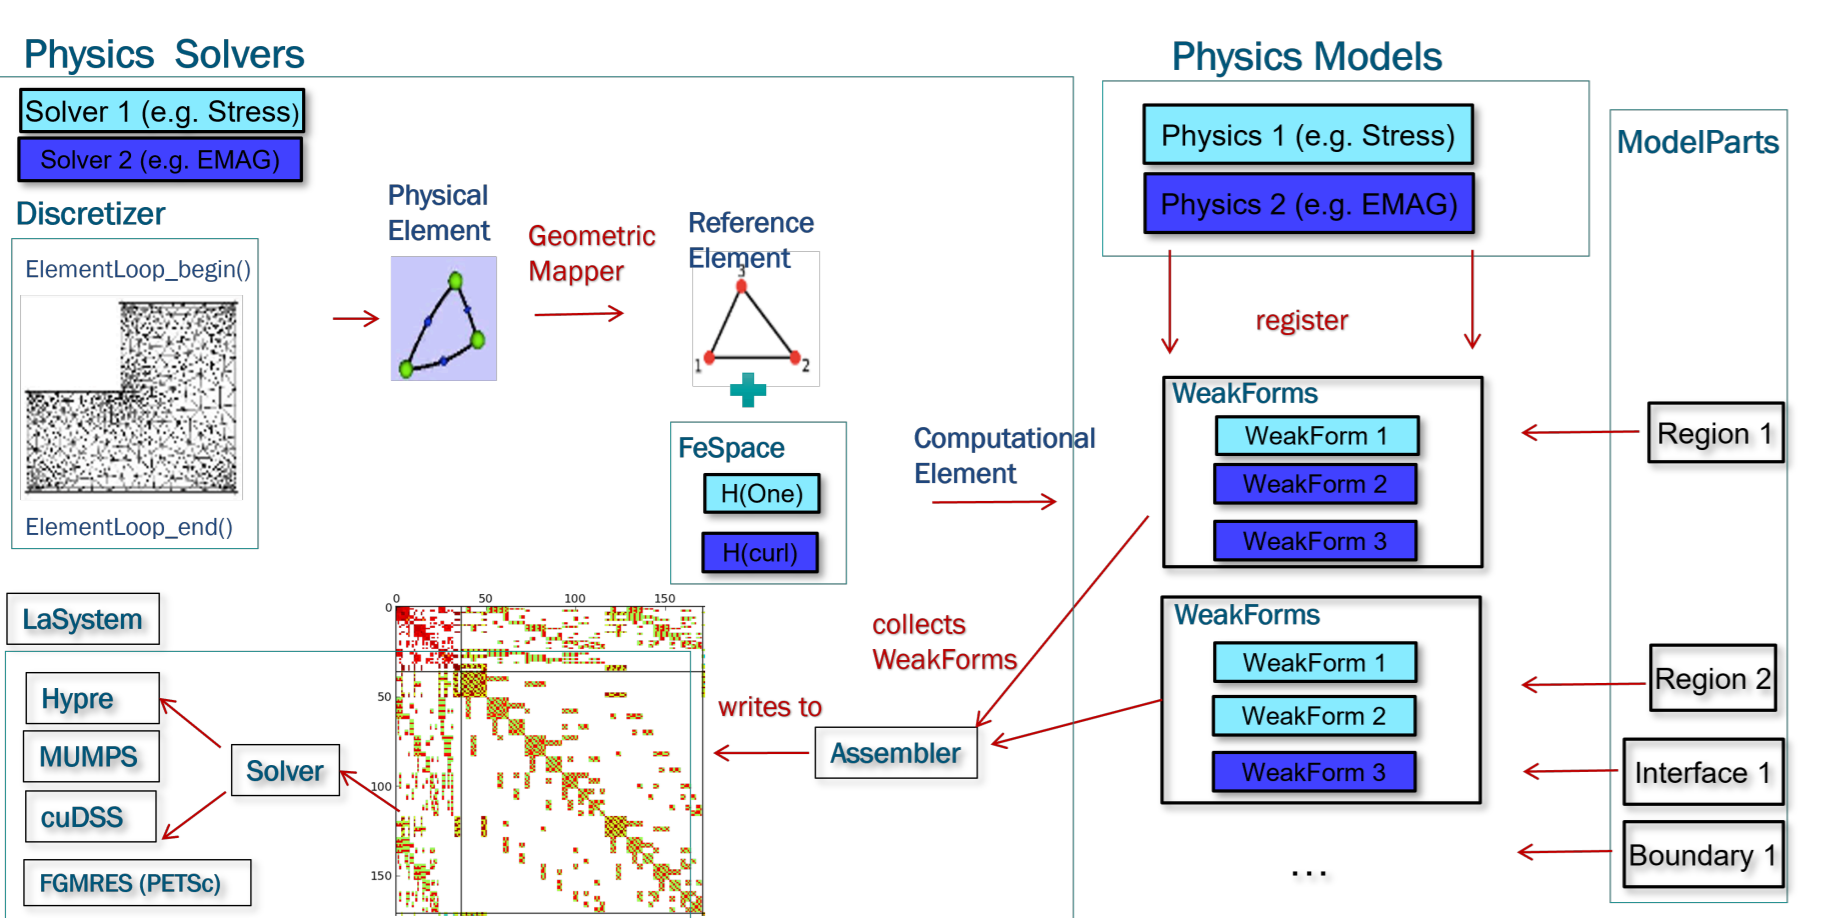 Physics Solvers
Solver 1 (e.g. Stress)
Solver 2 (e.g. EMAG)
Discretizer
ElementLoop_begin()
ElementLoop_end()
Physical
Element
Geometric
Mapper
Reference
Element
3
1
2
FeSpace
H(One)
H(curl)
Computational
Element
Physics Models
Physics 1 (e.g. Stress)
Physics 2 (e.g. EMAG)
register
WeakForms
WeakForm 1
WeakForm 2
WeakForm 3
WeakForms
WeakForm 1
WeakForm 2
WeakForm 3
...
ModelParts
Region 1
Region 2
Interface 1
Boundary 1
collects
WeakForms
Assembler
writes to
0 50 100 150
0
50
100
150
LaSystem
Solver
Hypre
MUMPS
cuDSS
FGMRES (PETSc)